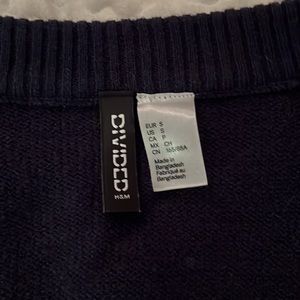 DIVIDED
H&M
EUR S
US S
CA P
MX CH
CN 165/88A
Made in
Bangladesh
Fabriqué au
Bangladesh